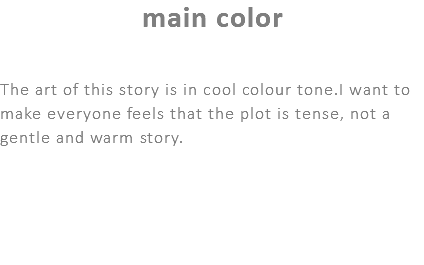 main color
The art of this story is in cool colour tone.I want to
make everyone feels that the plot is tense, not a
gentle and warm story.